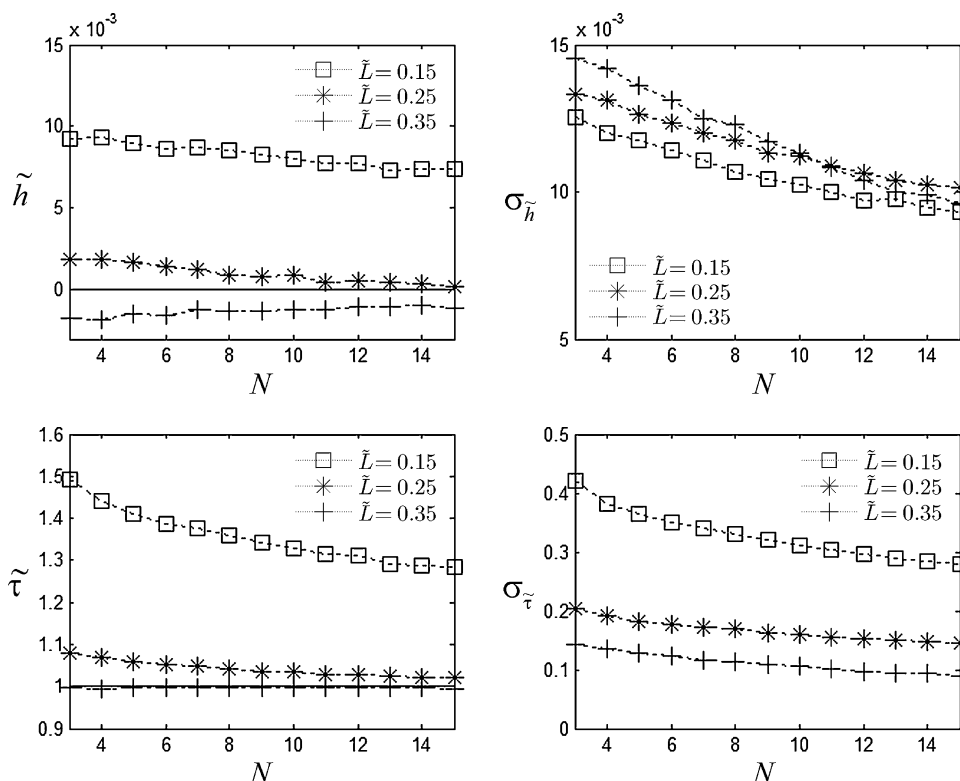 x 10⁻³
15
10
5
0
h̃
4 6 8 10 12 14
N
L̃ = 0.15
L̃ = 0.25
L̃ = 0.35
x 10⁻³
15
10
5
σ_h̃
4 6 8 10 12 14
N
L̃ = 0.15
L̃ = 0.25
L̃ = 0.35
1.6
1.5
1.4
1.3
1.2
1.1
1
0.9
τ̃
4 6 8 10 12 14
N
L̃ = 0.15
L̃ = 0.25
L̃ = 0.35
0.5
0.4
0.3
0.2
0.1
0
σ_τ̃
4 6 8 10 12 14
N
L̃ = 0.15
L̃ = 0.25
L̃ = 0.35